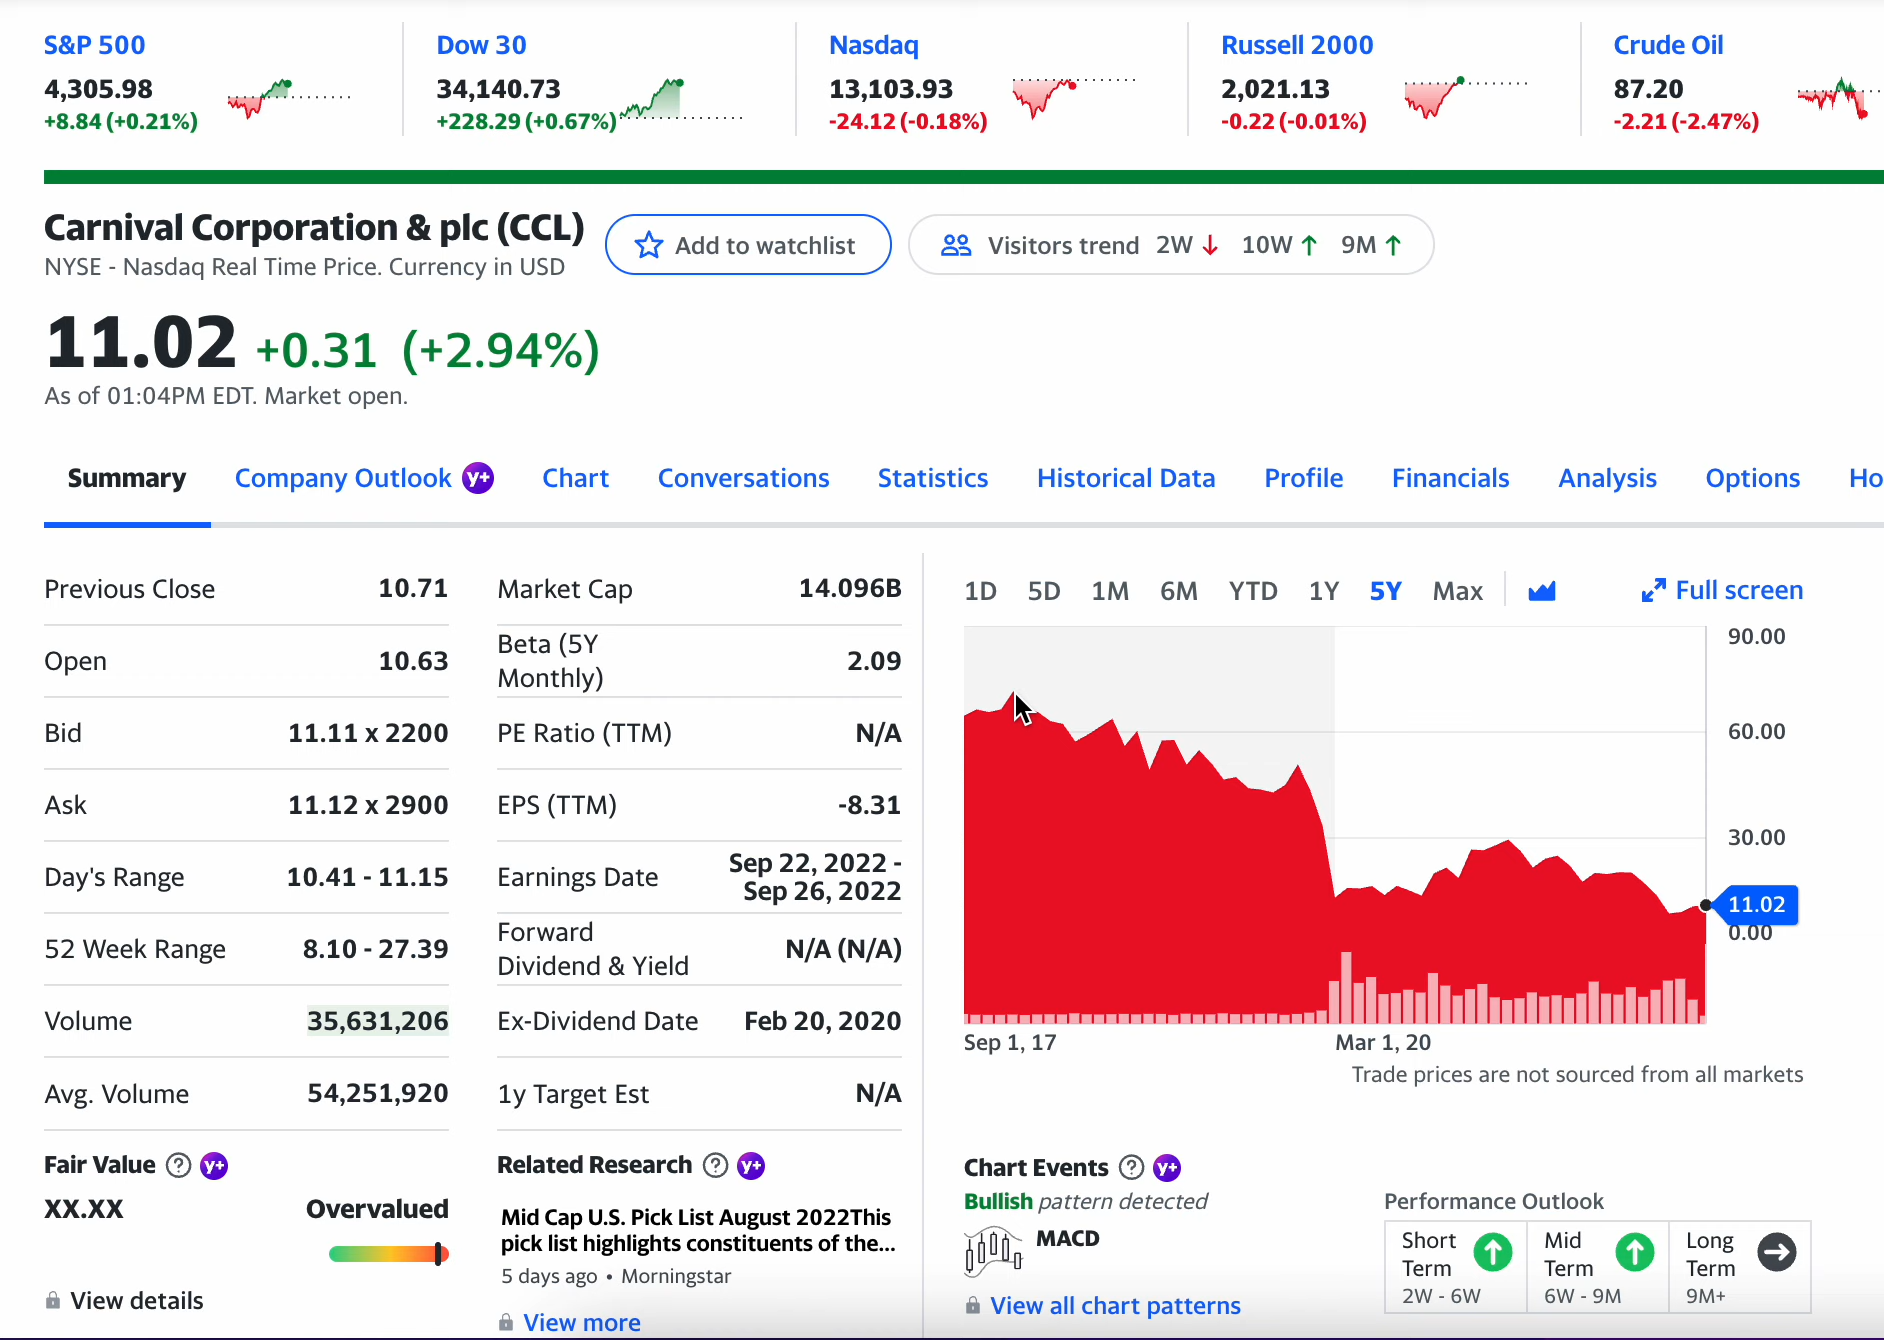 S&P 500
4,305.98
+8.84 (+0.21%)
Dow 30
34,140.73
+228.29 (+0.67%)
Nasdaq
13,103.93
-24.12 (-0.18%)
Russell 2000
2,021.13
-0.22 (-0.01%)
Crude Oil
87.20
-2.21 (-2.47%)
Carnival Corporation & plc (CCL)
NYSE - Nasdaq Real Time Price. Currency in USD
Add to watchlist
Visitors trend 2W 10W 9M
11.02 +0.31 (+2.94%)
As of 01:04PM EDT. Market open.
Summary Company Outlook y+ Chart Conversations Statistics Historical Data Profile Financials Analysis Options Ho
Previous Close 10.71
Open 10.63
Bid 11.11 x 2200
Ask 11.12 x 2900
Day's Range 10.41 - 11.15
52 Week Range 8.10 - 27.39
Volume 35,631,206
Avg. Volume 54,251,920
Market Cap 14.096B
Beta (5Y
Monthly) 2.09
PE Ratio (TTM) N/A
EPS (TTM) -8.31
Earnings Date Sep 22, 2022 -
Sep 26, 2022
Forward
Dividend & Yield N/A (N/A)
Ex-Dividend Date Feb 20, 2020
1y Target Est N/A
1D 5D 1M 6M YTD 1Y 5Y Max Full screen
90.00
60.00
30.00
11.02
0.00
Sep 1, 17 Mar 1, 20
Trade prices are not sourced from all markets
Fair Value ? y+
XX.XX Overvalued
View details
Related Research ? y+
Mid Cap U.S. Pick List August 2022This
pick list highlights constituents of the...
5 days ago • Morningstar
View more
Chart Events ? y+
Bullish pattern detected
MACD
View all chart patterns
Performance Outlook
Short
Term
2W - 6W
Mid
Term
6W - 9M
Long
Term
9M+